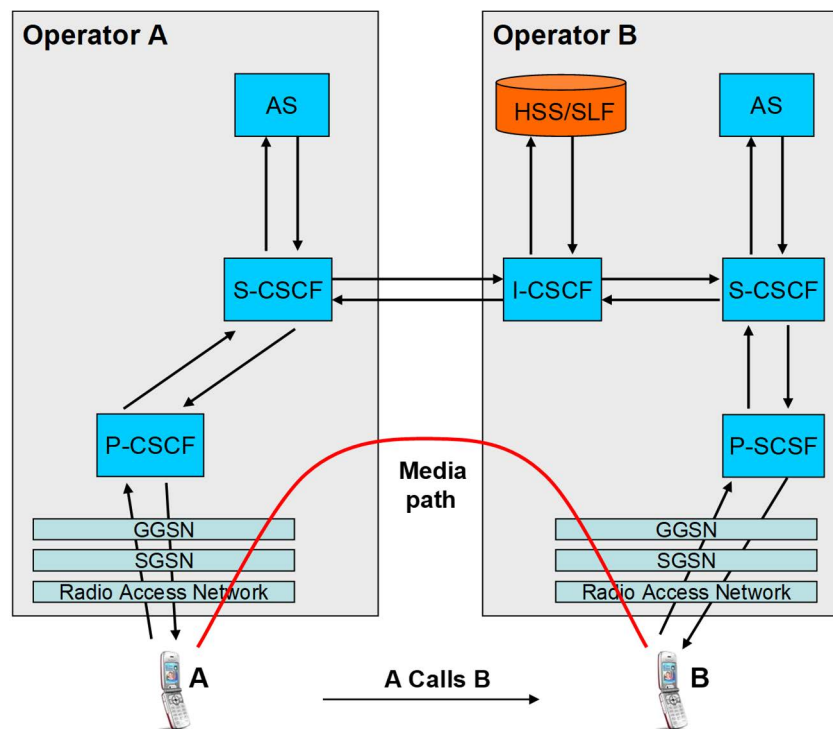 Operator A
Operator B
AS
HSS/SLF
AS
S-CSCF
I-CSCF
S-CSCF
P-CSCF
P-SCSF
Media
path
GGSN
GGSN
SGSN
SGSN
Radio Access Network
Radio Access Network
A
B
A Calls B